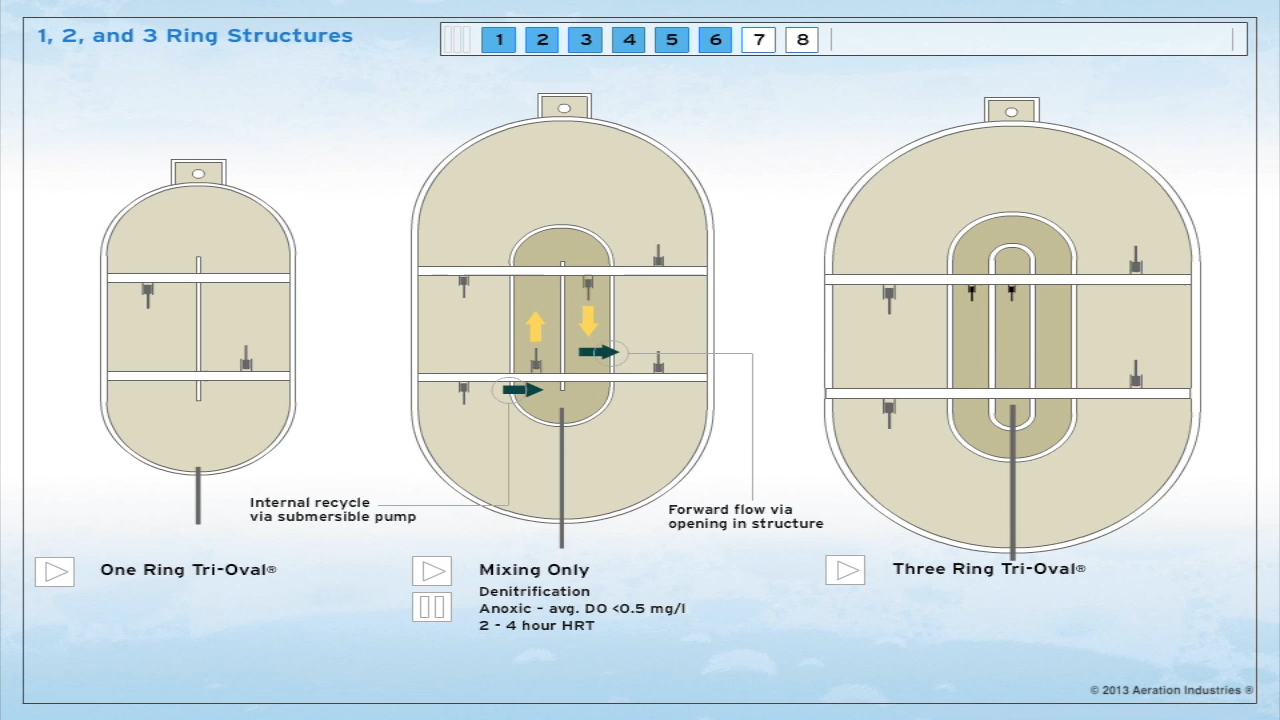 1, 2, and 3 Ring Structures
1 2 3 4 5 6 7 8
Internal recycle
via submersible pump
Forward flow via
opening in structure
One Ring Tri-Oval®
Mixing Only
Denitrification
Anoxic - avg. DO <0.5 mg/l
2 - 4 hour HRT
Three Ring Tri-Oval®
© 2013 Aeration Industries ®